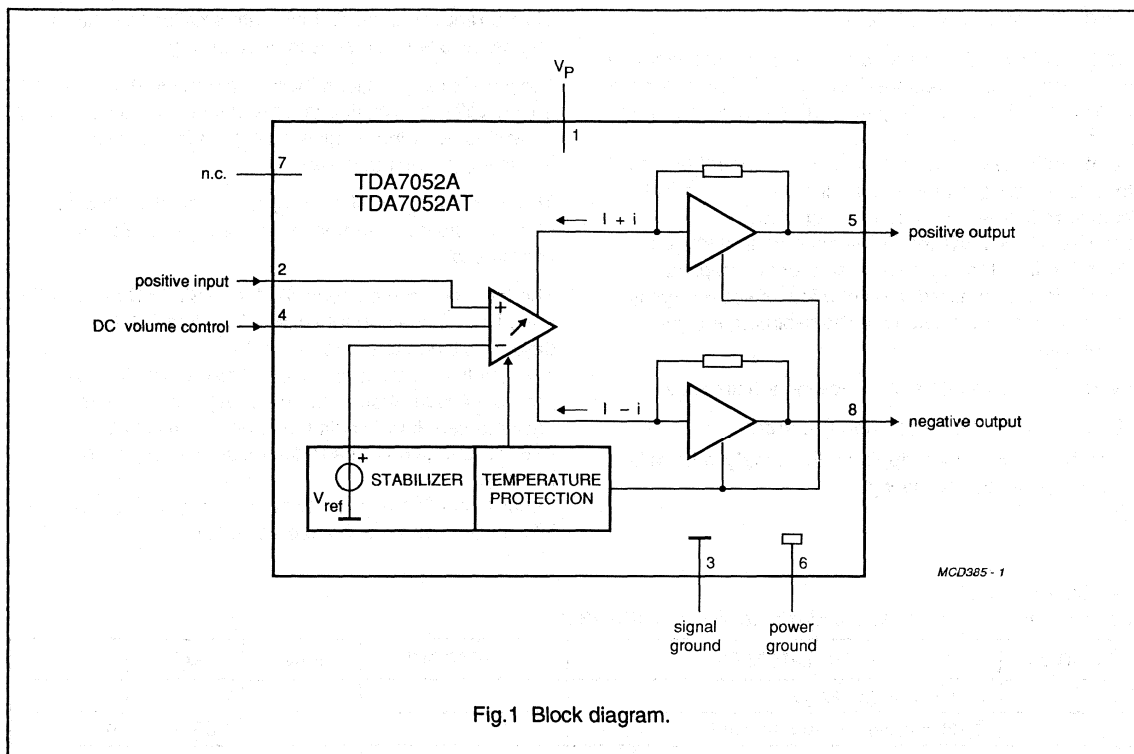 V_P
1
7
n.c.
TDA7052A
TDA7052AT
I + i
5
positive output
2
positive input
+
4
DC volume control
−
I − i
8
negative output
+
STABILIZER
V_ref
TEMPERATURE
PROTECTION
3
6
MCD385 - 1
signal
ground
power
ground
Fig.1 Block diagram.